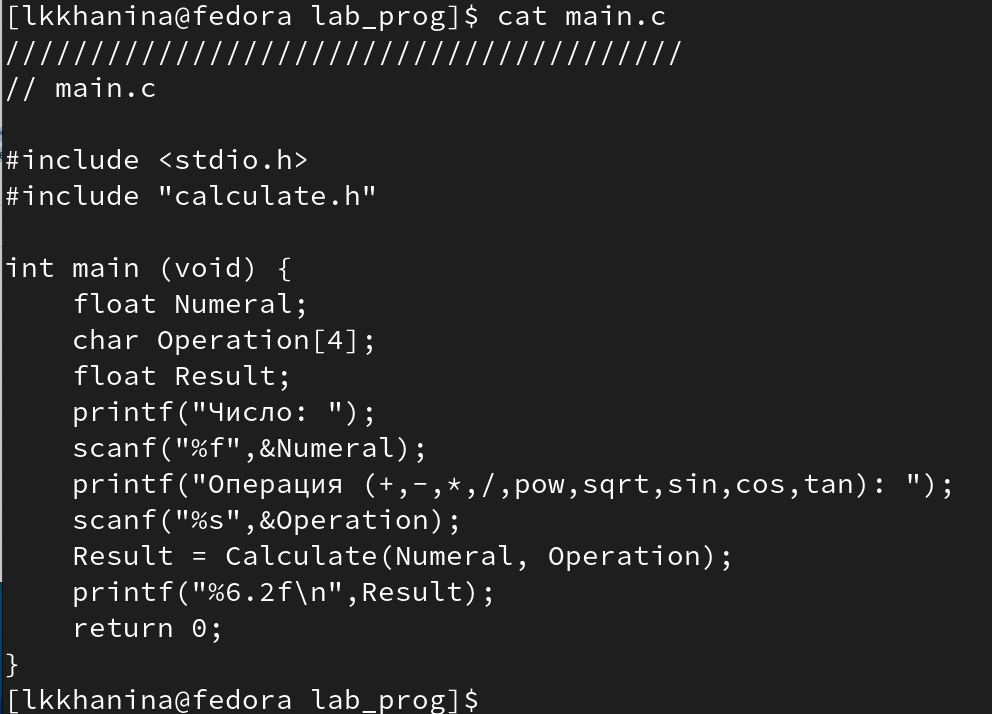 [lkkhanina@fedora lab_prog]$ cat main.c
////////////////////////////////////////
// main.c
#include <stdio.h>
#include "calculate.h"
int main (void) {
    float Numeral;
    char Operation[4];
    float Result;
    printf("Число: ");
    scanf("%f",&Numeral);
    printf("Операция (+,-,*,/,pow,sqrt,sin,cos,tan): ");
    scanf("%s",&Operation);
    Result = Calculate(Numeral, Operation);
    printf("%6.2f\n",Result);
    return 0;
}
[lkkhanina@fedora lab_prog]$